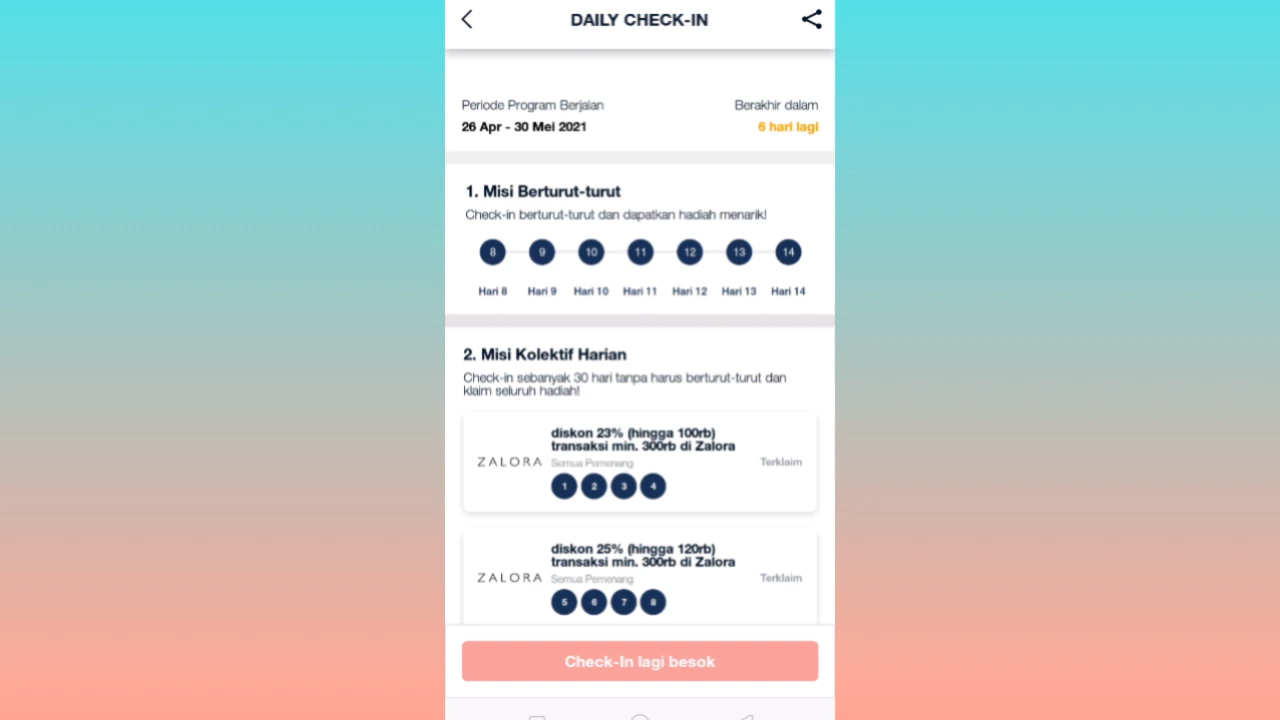 DAILY CHECK-IN
Periode Program Berjalan
Berakhir dalam
26 Apr - 30 Mei 2021
6 hari lagi
1. Misi Berturut-turut
Check-in berturut-turut dan dapatkan hadiah menarik!
8 9 10 11 12 13 14
Hari 8 Hari 9 Hari 10 Hari 11 Hari 12 Hari 13 Hari 14
2. Misi Kolektif Harian
Check-in sebanyak 30 hari tanpa harus berturut-turut dan
klaim seluruh hadiah!
diskon 23% (hingga 100rb)
transaksi min. 300rb di Zalora
ZALORA
Semua Pemenang
Terklaim
1 2 3 4
diskon 25% (hingga 120rb)
transaksi min. 300rb di Zalora
ZALORA
Semua Pemenang
Terklaim
5 6 7 8
Check-In lagi besok